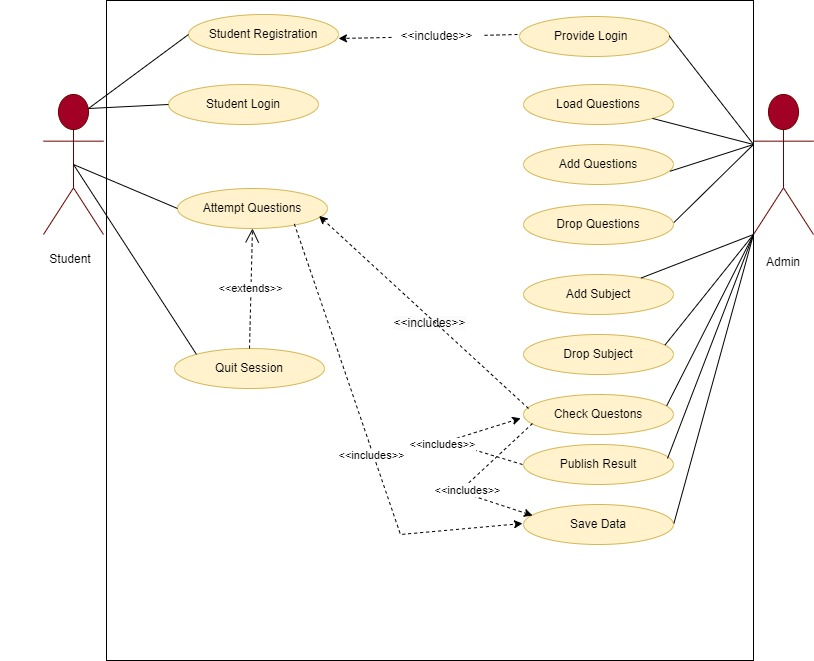 Student Registration
<<includes>>
Provide Login
Student Login
Load Questions
Add Questions
Attempt Questions
Drop Questions
Student
Admin
<<extends>>
Add Subject
<<includes>>
Drop Subject
Quit Session
Check Questons
<<includes>>
<<includes>>
Publish Result
<<includes>>
Save Data